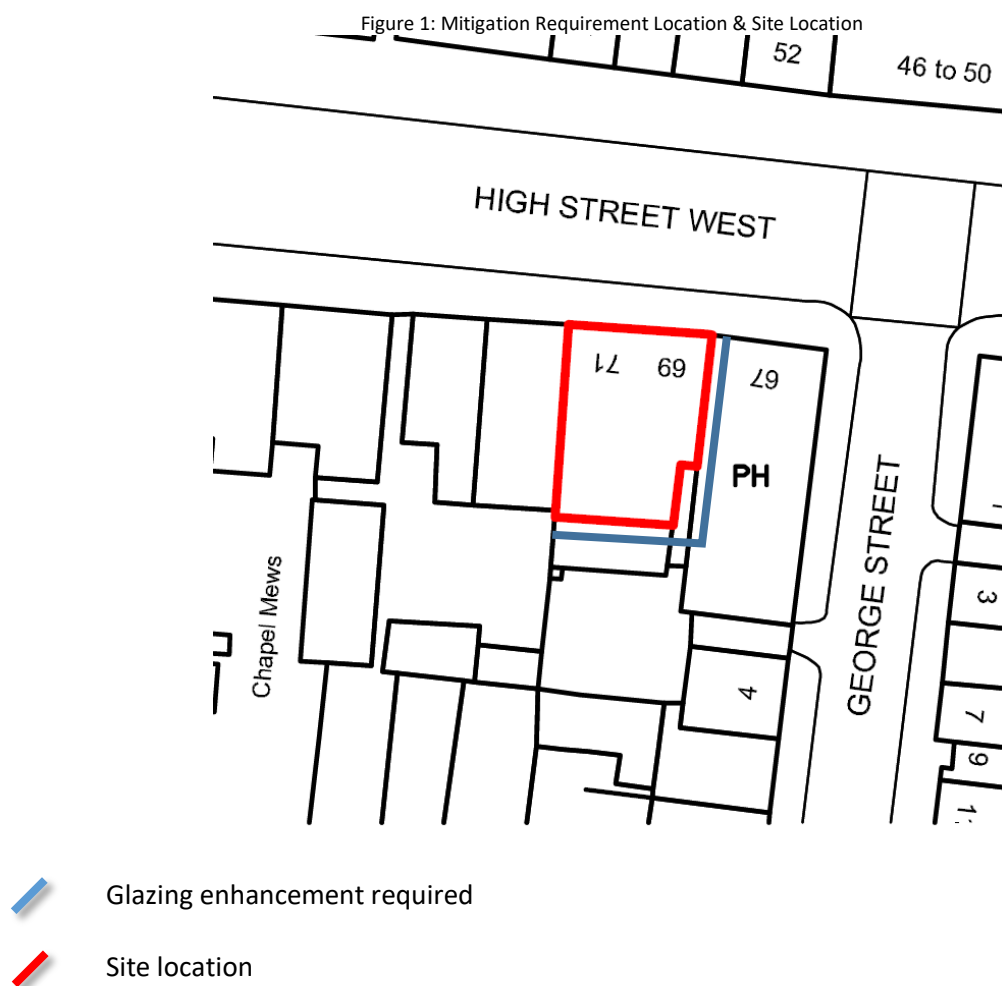 Figure 1: Mitigation Requirement Location & Site Location
52
46 to 50
HIGH STREET WEST
71
69
67
PH
GEORGE STREET
Chapel Mews
3
4
7
9
Glazing enhancement required
Site location